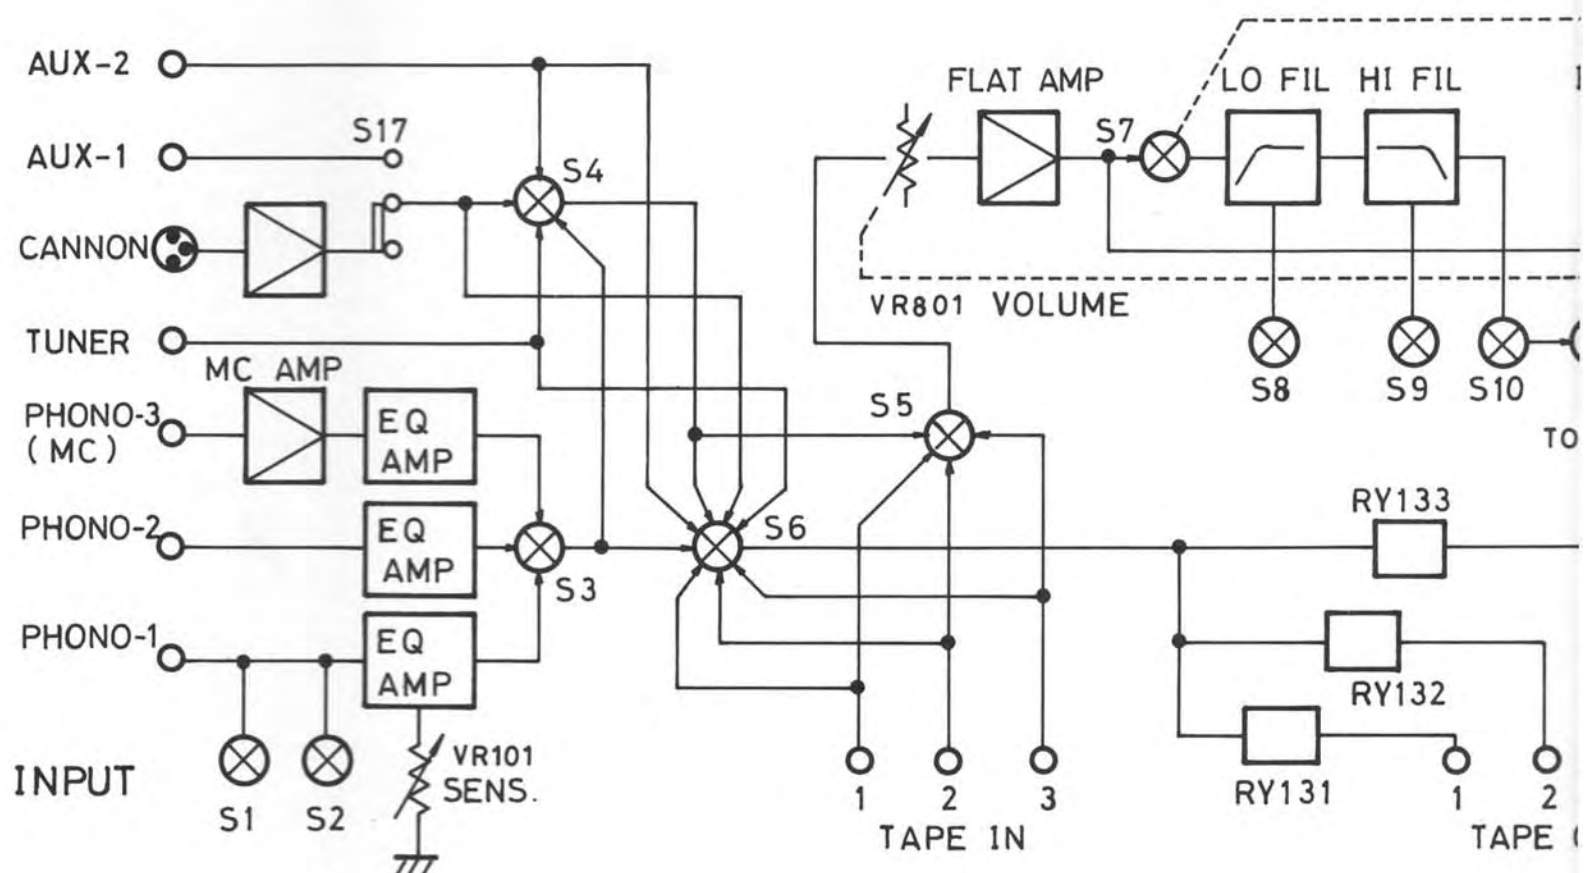 AUX-2
AUX-1
S17
CANNON
TUNER
MC AMP
PHONO-3
(MC)
EQ
AMP
PHONO-2
EQ
AMP
PHONO-1
EQ
AMP
S1
S2
VR101
SENS.
INPUT
S4
S3
S6
S5
1
2
3
TAPE IN
FLAT AMP
S7
LO FIL
HI FIL
VR801 VOLUME
S8
S9
S10
TO
RY133
RY132
RY131
1
2
TAPE